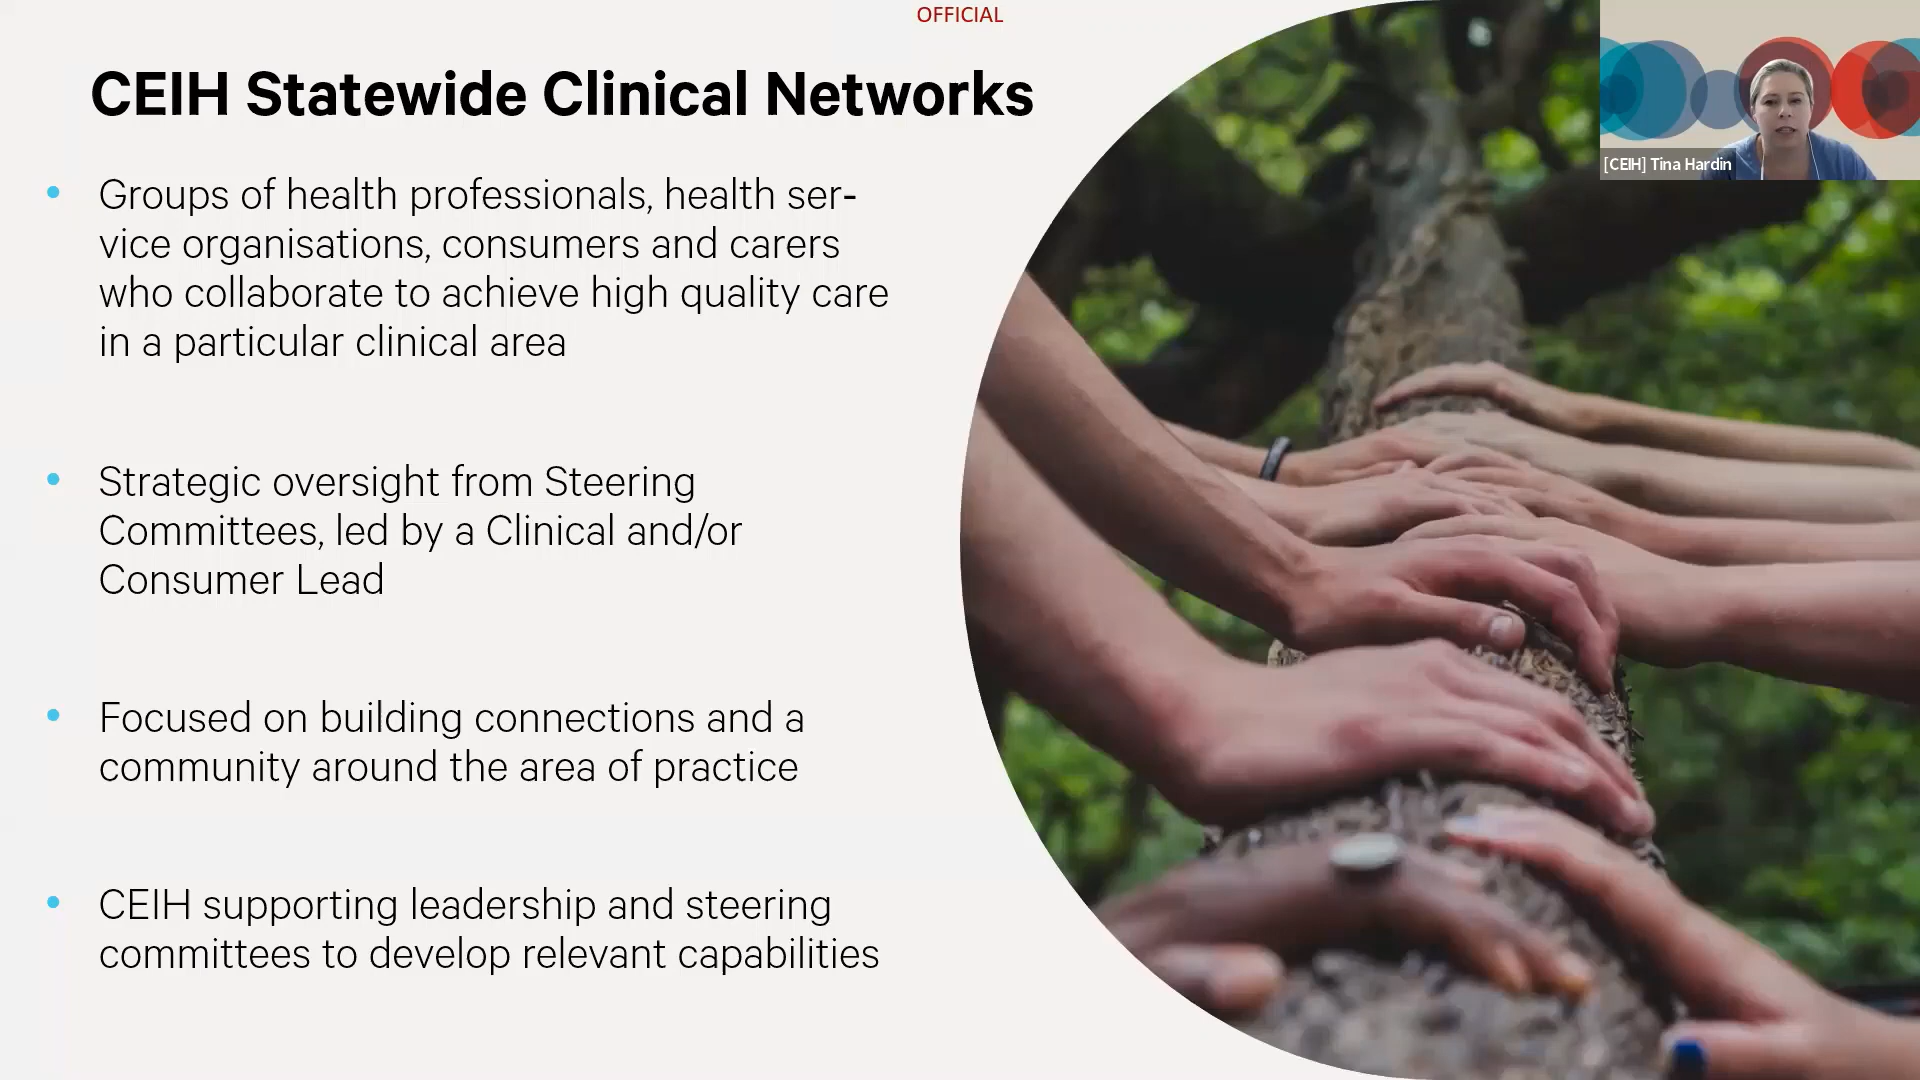 OFFICIAL
CEIH Statewide Clinical Networks
[CEIH] Tina Hardin
• Groups of health professionals, health ser-
vice organisations, consumers and carers
who collaborate to achieve high quality care
in a particular clinical area
• Strategic oversight from Steering
Committees, led by a Clinical and/or
Consumer Lead
• Focused on building connections and a
community around the area of practice
• CEIH supporting leadership and steering
committees to develop relevant capabilities